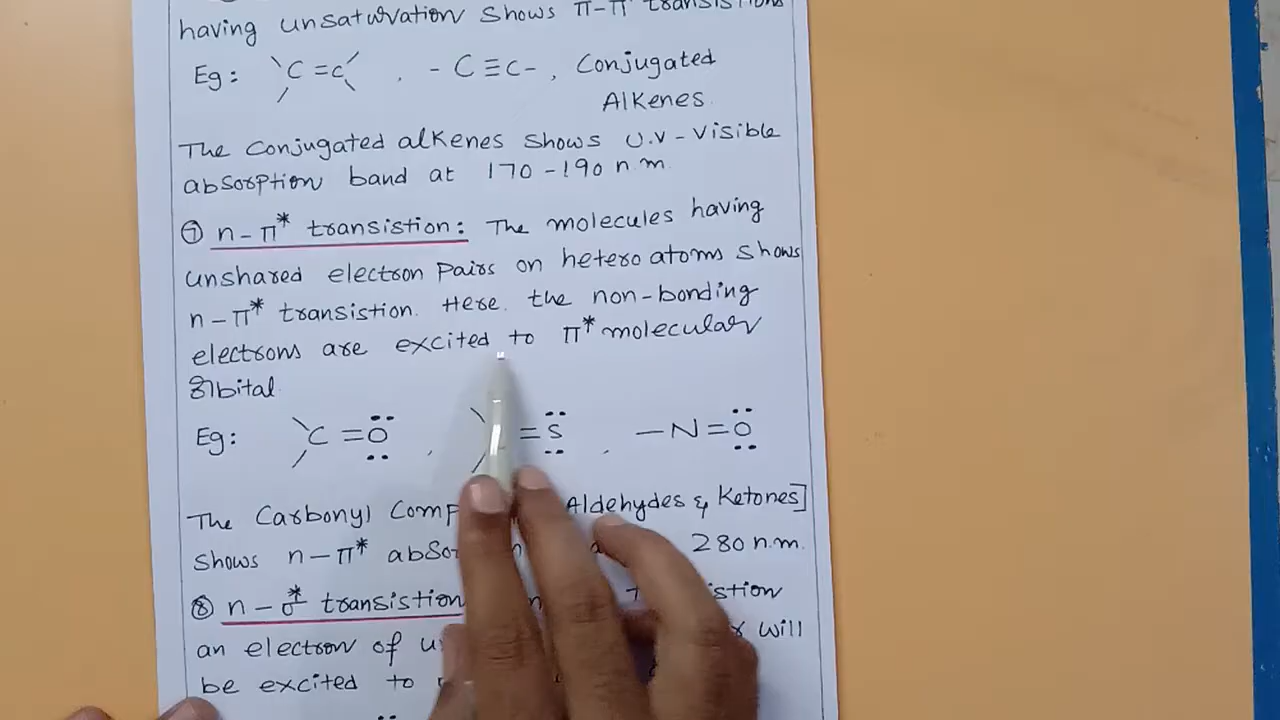 having unsaturation shows π-π* transistions
Eg: C=C, -C≡C-, Conjugated
Alkenes.
The conjugated alkenes shows U.V-Visible
absorption band at 170-190 n.m.
⑦ n-π* transistion: The molecules having
unshared electron pairs on hetero atoms shows
n-π* transistion. Here, the non-bonding
electrons are excited to π* molecular
orbital.
Eg: C=O, =S, -N=O
The Carbonyl Aldehydes & Ketones]
shows n-π* 280 n.m.
⑧ n-σ* transistion
an electron of will
be excited to